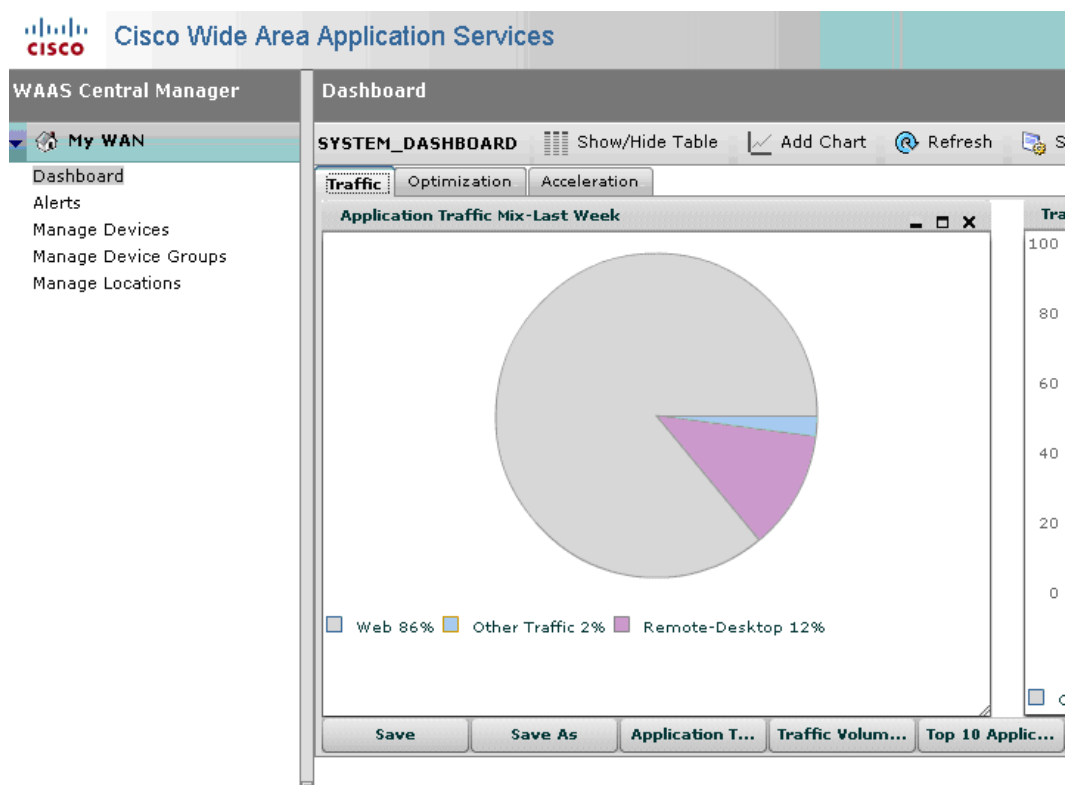 CISCO
Cisco Wide Area Application Services
WAAS Central Manager
Dashboard
My WAN
SYSTEM_DASHBOARD Show/Hide Table Add Chart Refresh S
Dashboard
Alerts
Manage Devices
Manage Device Groups
Manage Locations
Traffic Optimization Acceleration
Application Traffic Mix-Last Week
Tra
100
80
60
40
20
0
Web 86% Other Traffic 2% Remote-Desktop 12%
Save Save As Application T... Traffic Volum... Top 10 Applic...